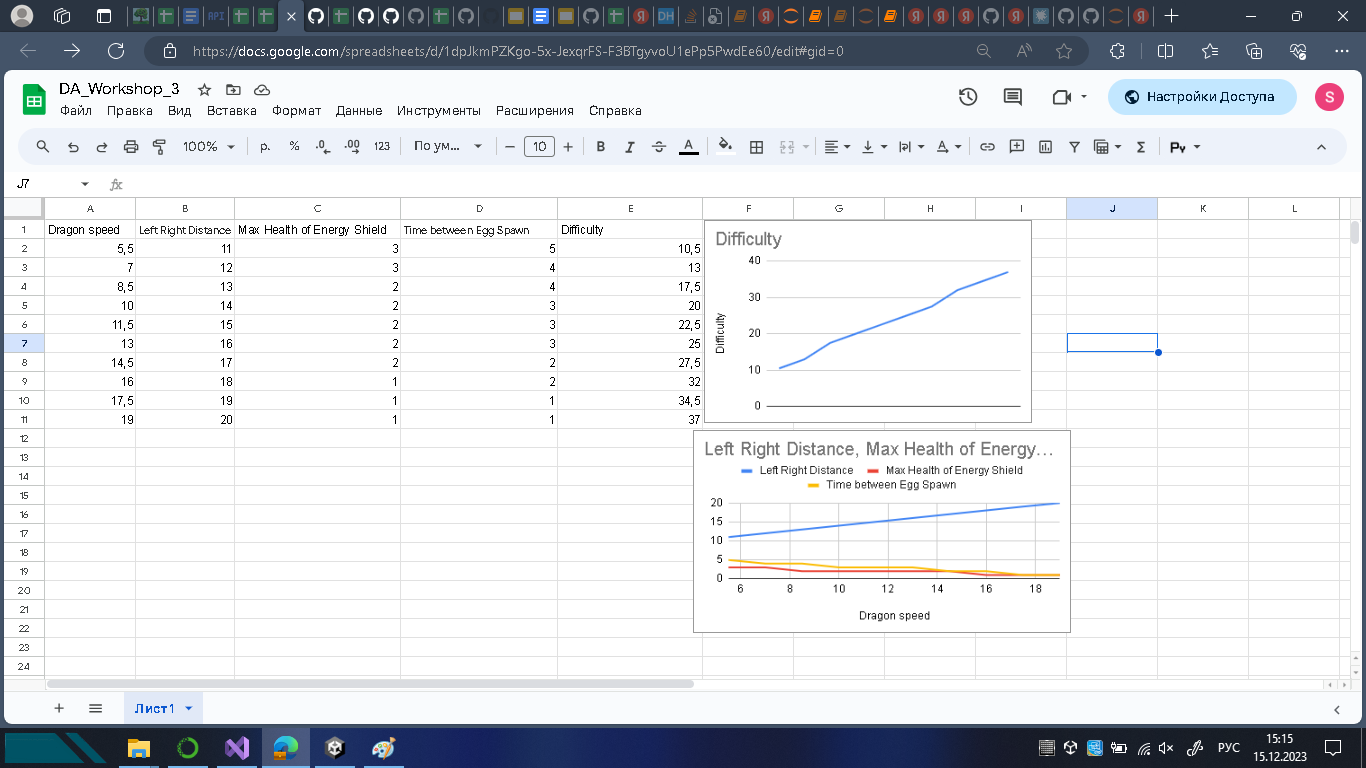 https://docs.google.com/spreadsheets/d/1dpJkmPZKgo-5x-JexqrFS-F3BTgyvoU1ePp5PwdEe60/edit#gid=0
DA_Workshop_3
Файл Правка Вид Вставка Формат Данные Инструменты Расширения Справка
Настройки Доступа
S
100% р. % .0 .00 123 По ум... 10 B I A
J7 fx
A B C D E F G H I J K L
1 Dragon speed Left Right Distance Max Health of Energy Shield Time between Egg Spawn Difficulty
2 5,5 11 3 5 10,5
3 7 12 3 4 13
4 8,5 13 2 4 17,5
5 10 14 2 3 20
6 11,5 15 2 3 22,5
7 13 16 2 3 25
8 14,5 17 2 2 27,5
9 16 18 1 2 32
10 17,5 19 1 1 34,5
11 19 20 1 1 37
12
13
14
15
16
17
18
19
20
21
22
23
24
Difficulty
40
30
20
10
0
Difficulty
Left Right Distance, Max Health of Energy...
Left Right Distance Max Health of Energy Shield
Time between Egg Spawn
20
15
10
5
0
6 8 10 12 14 16 18
Dragon speed
Лист1
РУС
15:15
15.12.2023